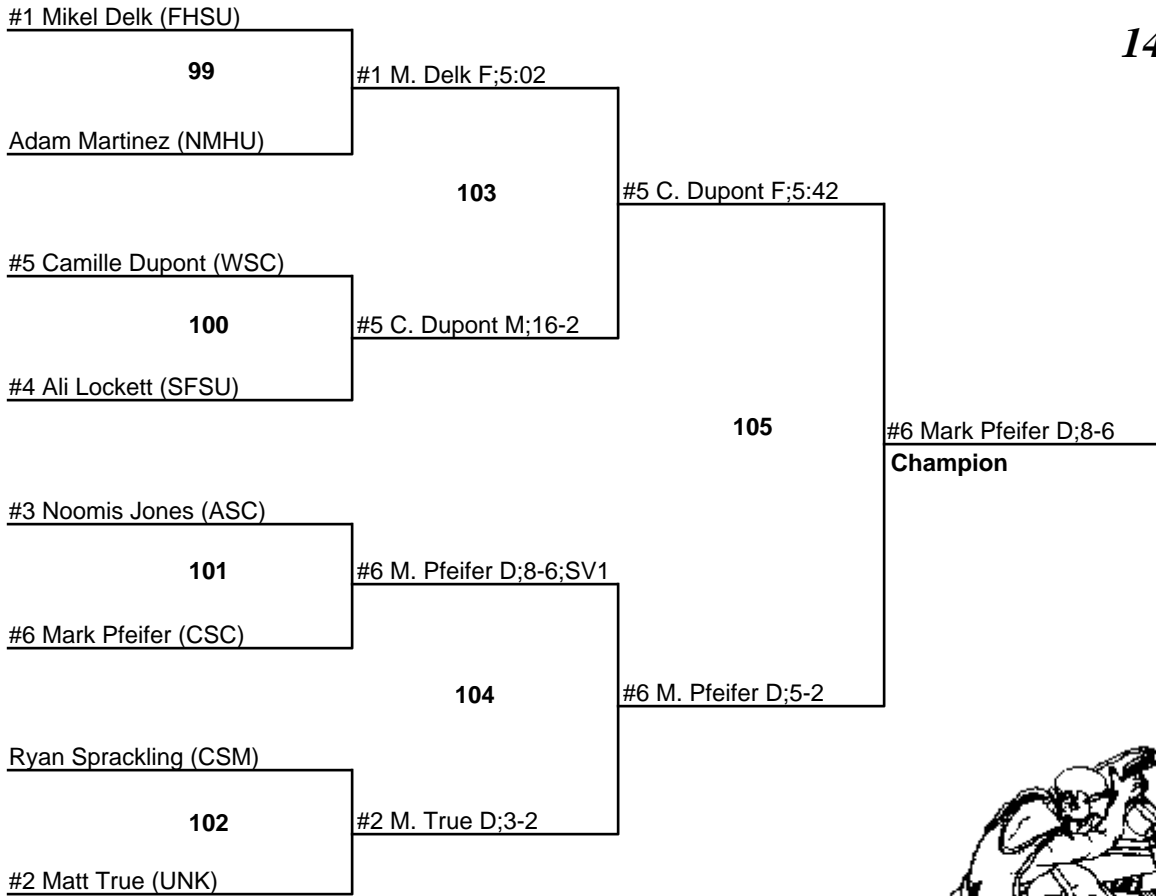 #1 Mikel Delk (FHSU)
14
99
#1 M. Delk F;5:02
Adam Martinez (NMHU)
103
#5 C. Dupont F;5:42
#5 Camille Dupont (WSC)
100
#5 C. Dupont M;16-2
#4 Ali Lockett (SFSU)
105
#6 Mark Pfeifer D;8-6
Champion
#3 Noomis Jones (ASC)
101
#6 M. Pfeifer D;8-6;SV1
#6 Mark Pfeifer (CSC)
104
#6 M. Pfeifer D;5-2
Ryan Sprackling (CSM)
102
#2 M. True D;3-2
#2 Matt True (UNK)